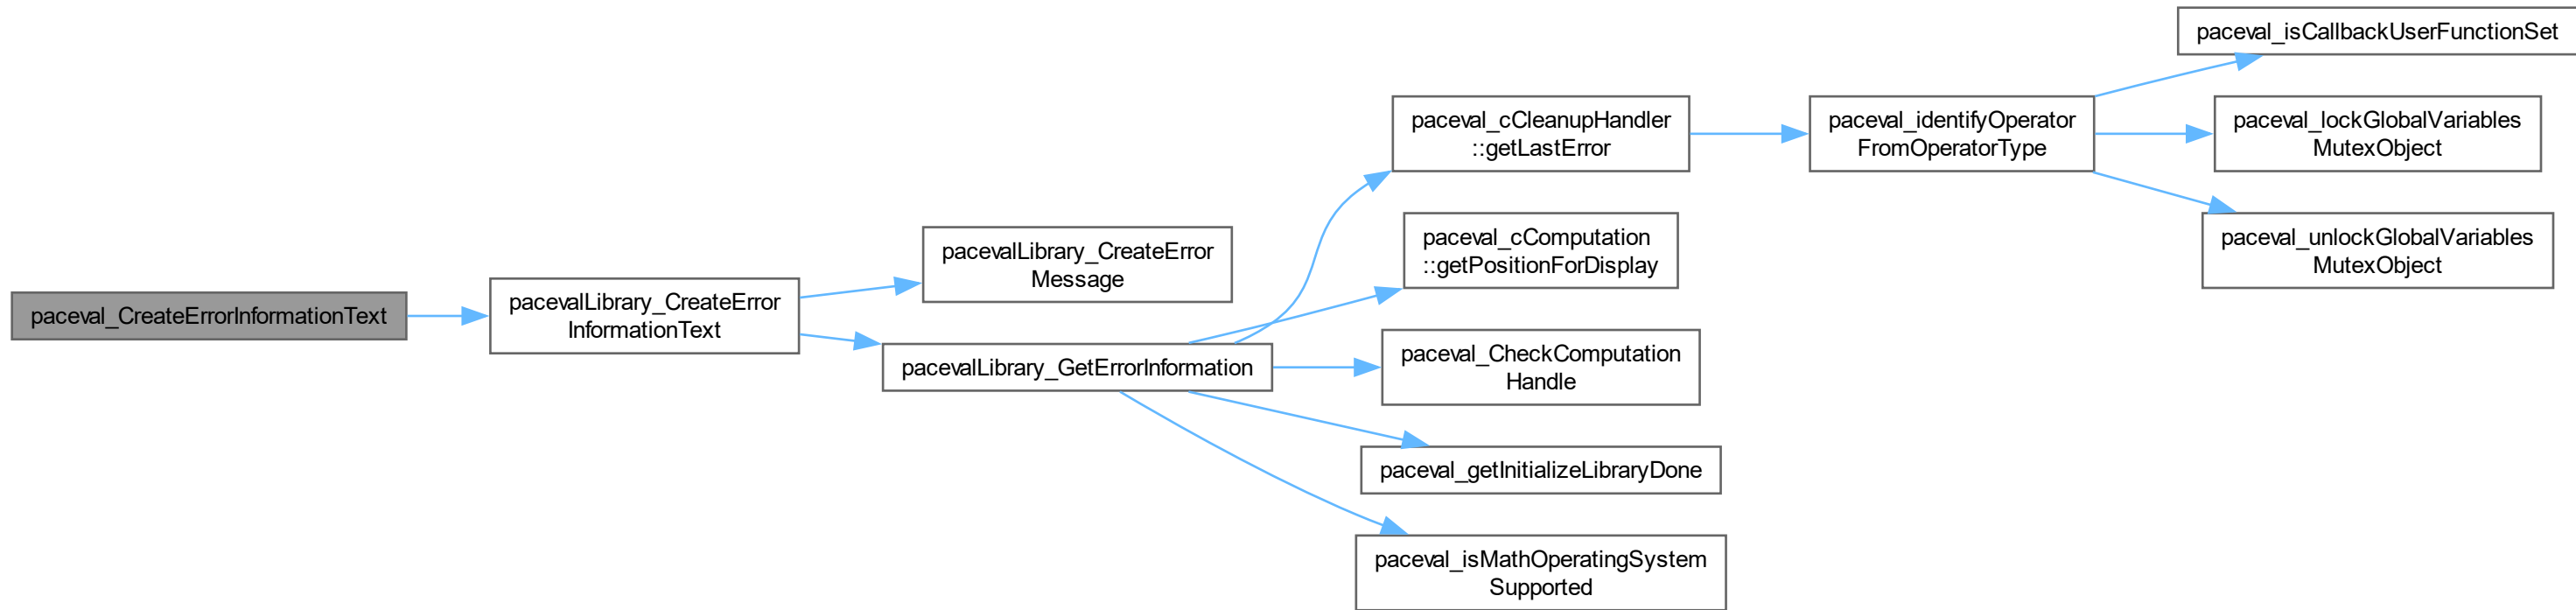 paceval_CreateErrorInformationText
pacevalLibrary_CreateError
InformationText
pacevalLibrary_CreateError
Message
pacevalLibrary_GetErrorInformation
paceval_cCleanupHandler
::getLastError
paceval_identifyOperator
FromOperatorType
paceval_isCallbackUserFunctionSet
paceval_lockGlobalVariables
MutexObject
paceval_unlockGlobalVariables
MutexObject
paceval_cComputation
::getPositionForDisplay
paceval_CheckComputation
Handle
paceval_getInitializeLibraryDone
paceval_isMathOperatingSystem
Supported